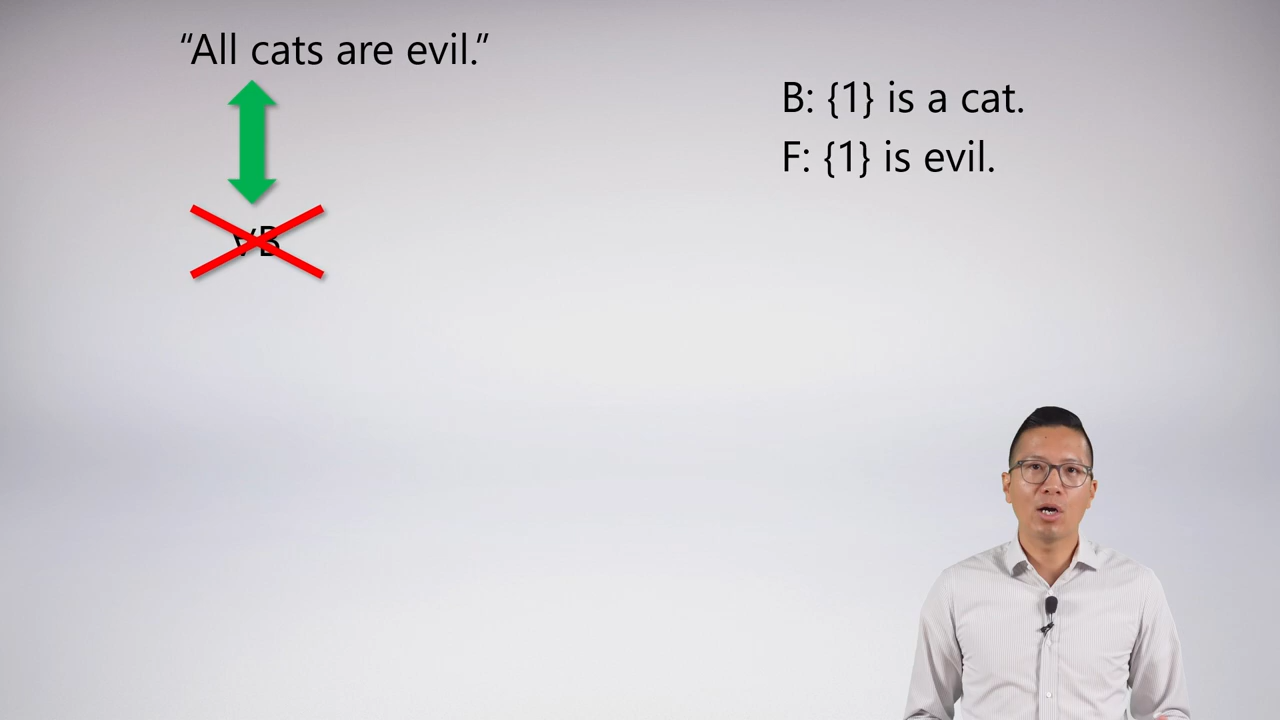 “All cats are evil.”
B: {1} is a cat.
F: {1} is evil.
∀B